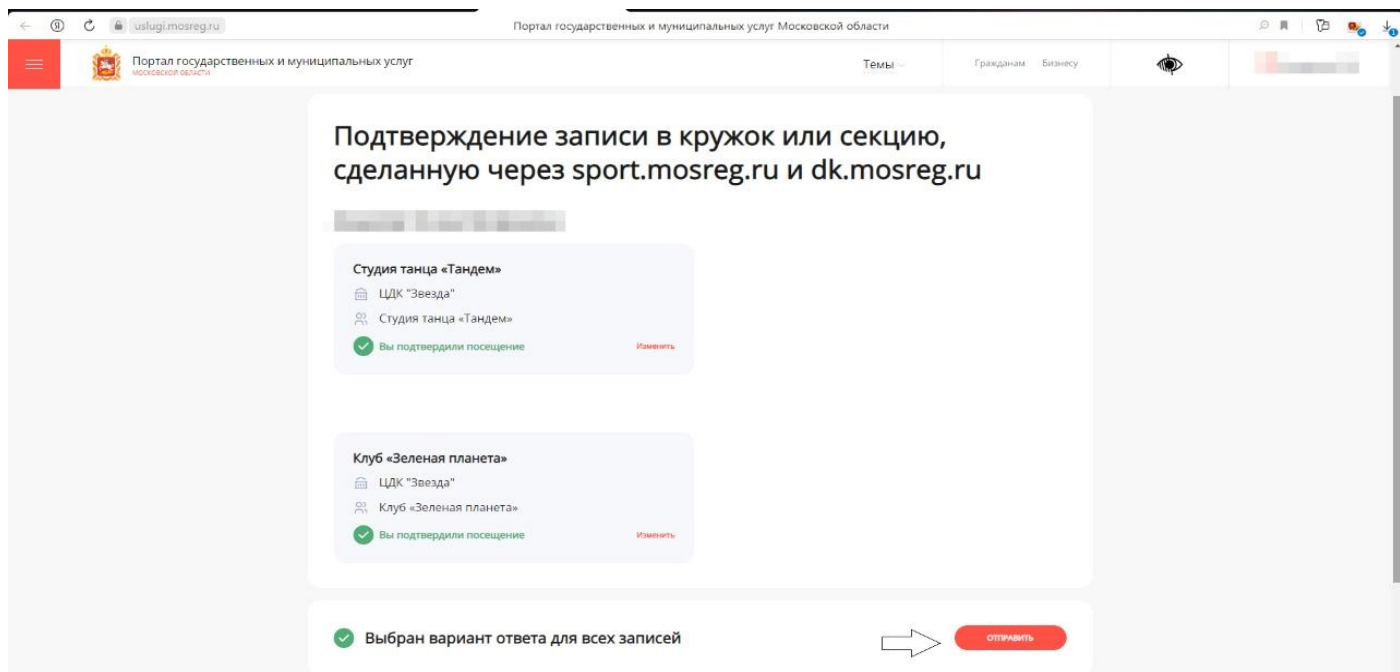 uslugi.mosreg.ru
Портал государственных и муниципальных услуг Московской области
Портал государственных и муниципальных услуг
МОСКОВСКОЙ ОБЛАСТИ
Темы
Гражданам
Бизнесу
Подтверждение записи в кружок или секцию,
сделанную через sport.mosreg.ru и dk.mosreg.ru
Студия танца «Тандем»
ЦДК "Звезда"
Студия танца «Тандем»
Вы подтвердили посещение
Изменить
Клуб «Зеленая планета»
ЦДК "Звезда"
Клуб «Зеленая планета»
Вы подтвердили посещение
Изменить
Выбран вариант ответа для всех записей
ОТПРАВИТЬ